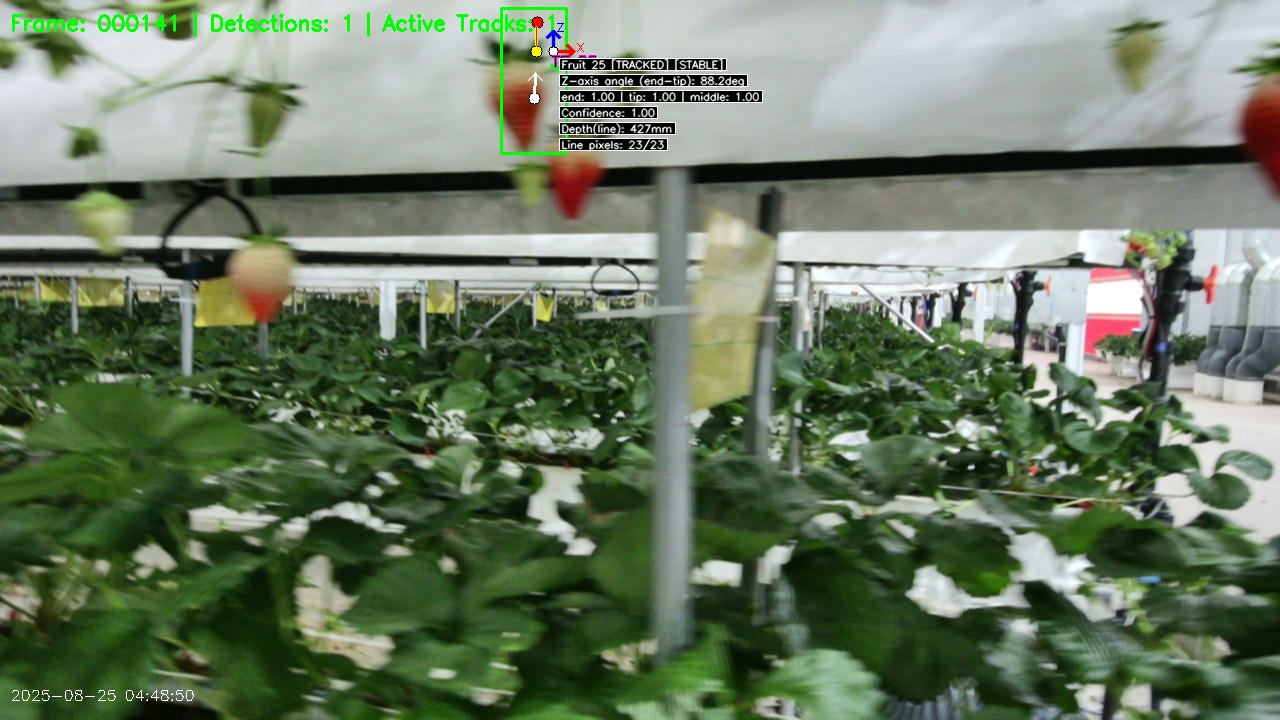 Frame: 000141 | Detections: 1 | Active Tracks: 1
Z
X
Fruit 25 [TRACKED] [STABLE]
Z-axis angle (end-tip): 88.2deg
end: 1.00 | tip: 1.00 | middle: 1.00
Confidence: 1.00
Depth(line): 427mm
Line pixels: 23/23
2025-08-25 04:48:50